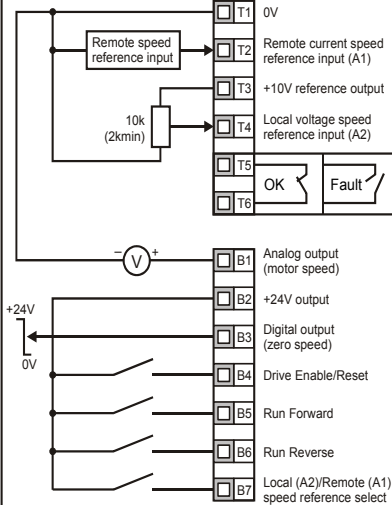 T1 0V
Remote speed
reference input
T2 Remote current speed
reference input (A1)
T3 +10V reference output
10k
(2kmin)
T4 Local voltage speed
reference input (A2)
T5
OK Fault
T6
– V +
B1 Analog output
(motor speed)
B2 +24V output
+24V
0V
B3 Digital output
(zero speed)
B4 Drive Enable/Reset
B5 Run Forward
B6 Run Reverse
B7 Local (A2)/Remote (A1)
speed reference select